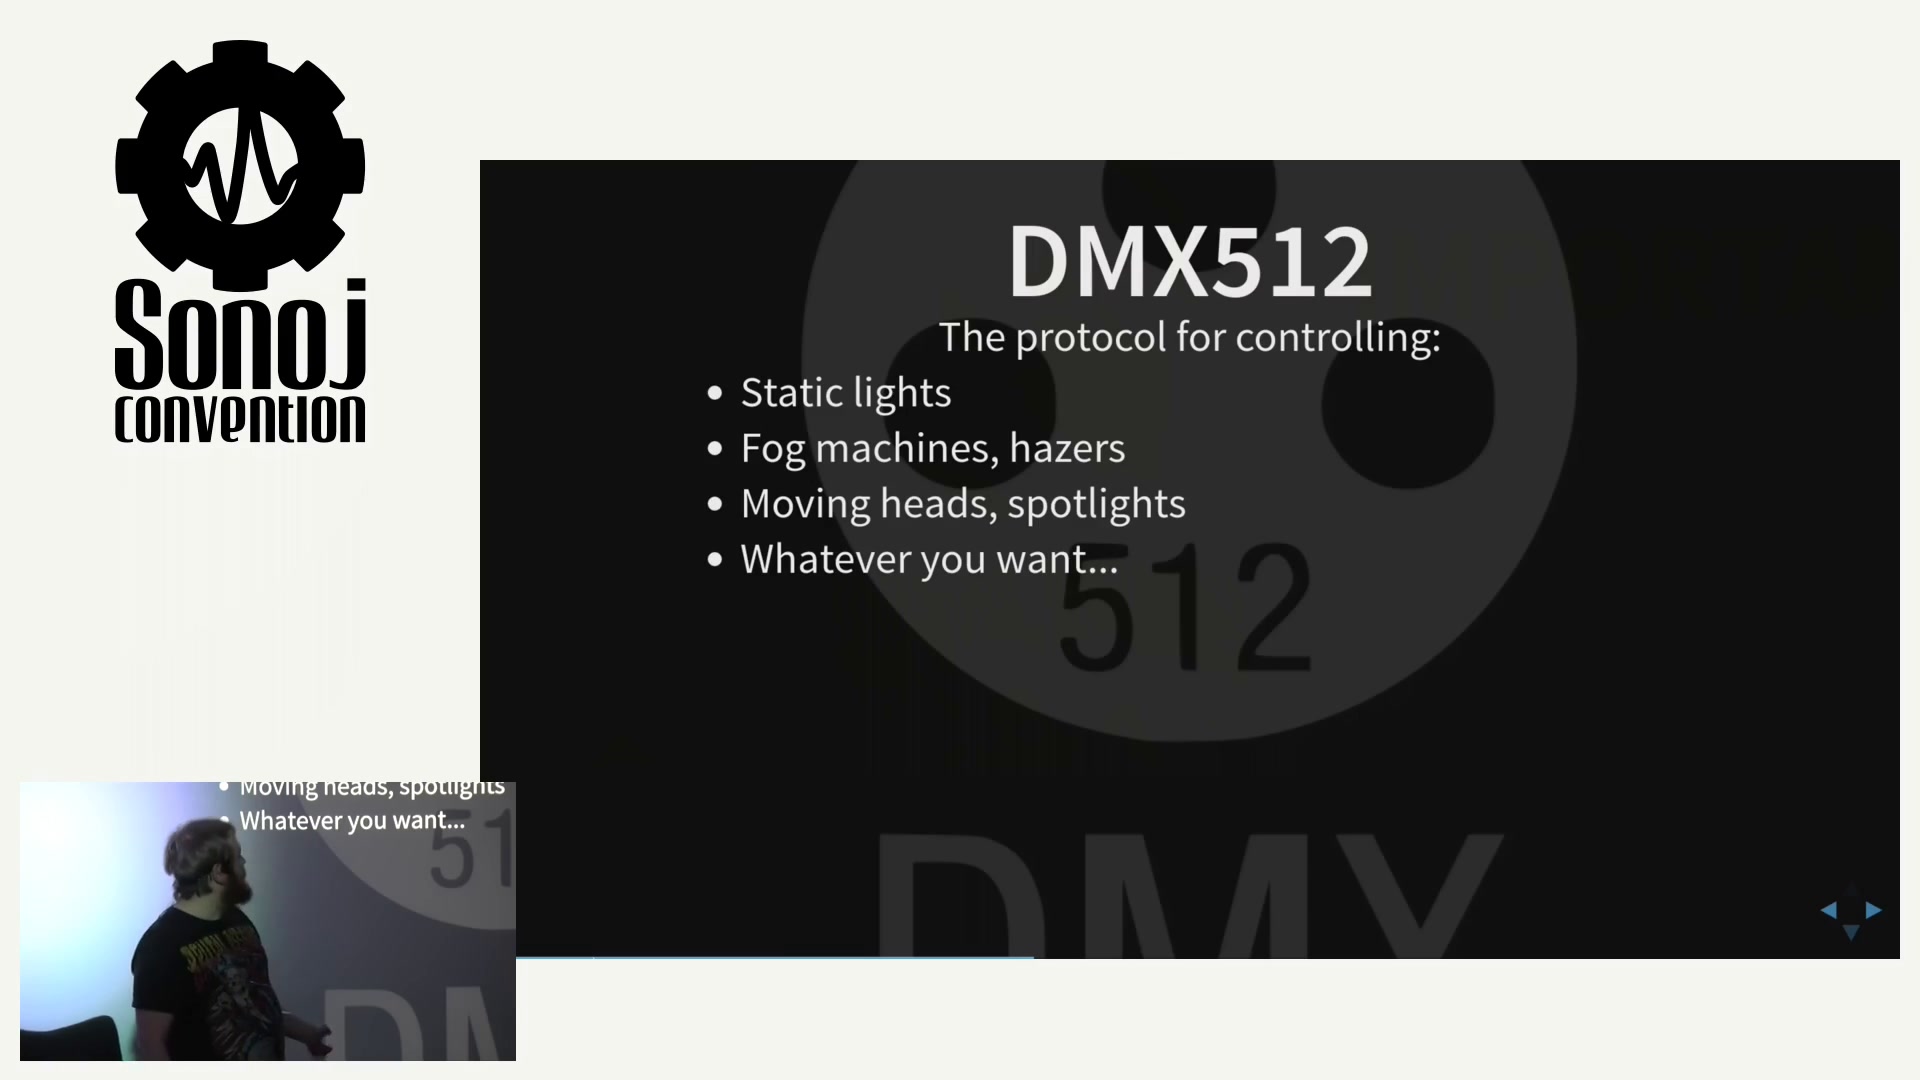 Sonoj
convention
DMX512
The protocol for controlling:
Static lights
Fog machines, hazers
Moving heads, spotlights
Whatever you want...
512
DMX
Moving heads, spotlights
Whatever you want...
51
DM